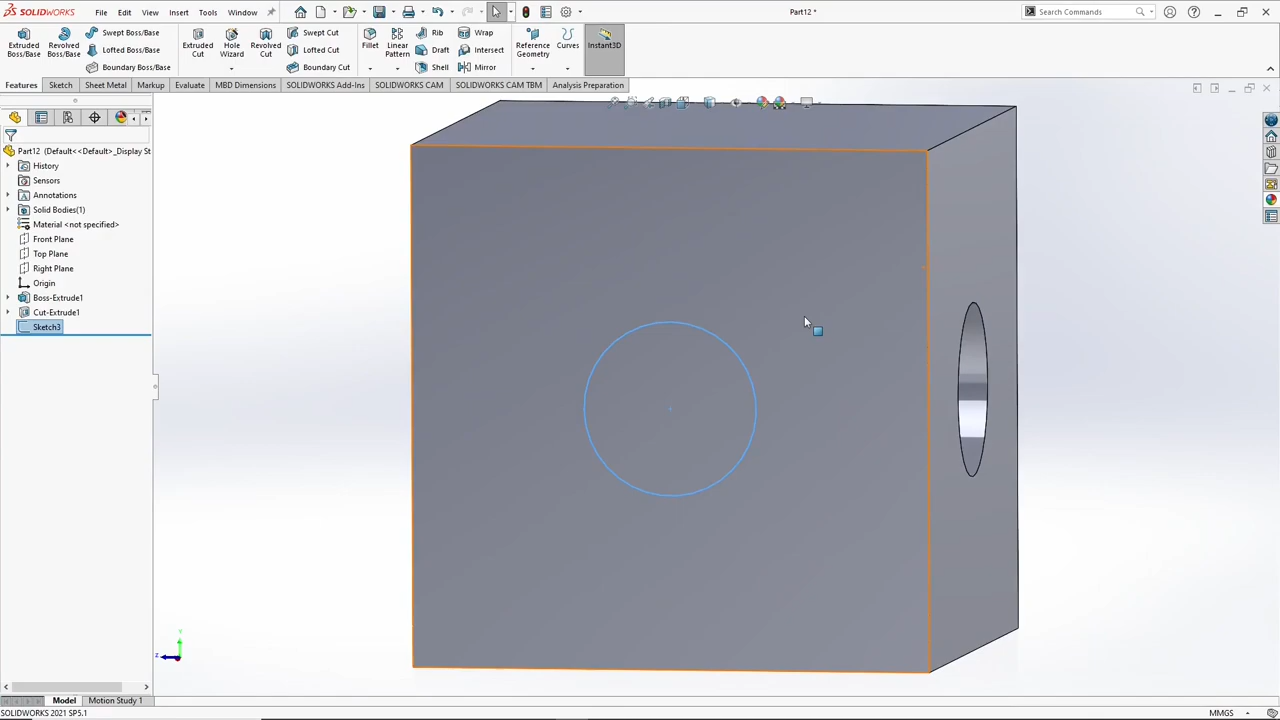 SOLIDWORKS File Edit View Insert Tools Window Part12 * Search Commands
Extruded Boss/Base
Revolved Boss/Base
Swept Boss/Base
Lofted Boss/Base
Boundary Boss/Base
Extruded Cut
Hole Wizard
Revolved Cut
Swept Cut
Lofted Cut
Boundary Cut
Fillet
Linear Pattern
Rib
Draft
Shell
Wrap
Intersect
Mirror
Reference Geometry
Curves
Instant3D
Features Sketch Sheet Metal Markup Evaluate MBD Dimensions SOLIDWORKS Add-Ins SOLIDWORKS CAM SOLIDWORKS CAM TBM Analysis Preparation
Part12 (Default<<Default>_Display St
History
Sensors
Annotations
Solid Bodies(1)
Material <not specified>
Front Plane
Top Plane
Right Plane
Origin
Boss-Extrude1
Cut-Extrude1
Sketch3
Y
Z
Model Motion Study 1
SOLIDWORKS 2021 SP5.1 MMGS